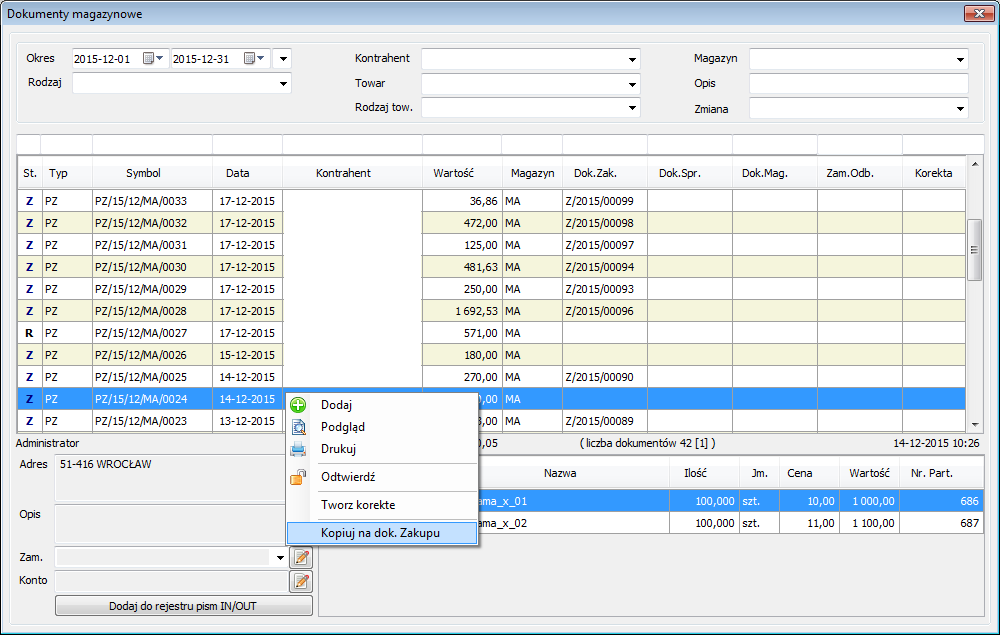 Dokumenty magazynowe
Okres 2015-12-01 2015-12-31 Kontrahent Magazyn
Rodzaj Towar Opis
Rodzaj tow. Zmiana
St. Typ Symbol Data Kontrahent Wartość Magazyn Dok.Zak. Dok.Spr. Dok.Mag. Zam.Odb. Korekta
Z PZ PZ/15/12/MA/0033 17-12-2015 36,86 MA Z/2015/00099
Z PZ PZ/15/12/MA/0032 17-12-2015 472,00 MA Z/2015/00098
Z PZ PZ/15/12/MA/0031 17-12-2015 125,00 MA Z/2015/00097
Z PZ PZ/15/12/MA/0030 17-12-2015 481,63 MA Z/2015/00094
Z PZ PZ/15/12/MA/0029 17-12-2015 250,00 MA Z/2015/00093
Z PZ PZ/15/12/MA/0028 17-12-2015 1 692,53 MA Z/2015/00096
R PZ PZ/15/12/MA/0027 17-12-2015 571,00 MA
Z PZ PZ/15/12/MA/0026 15-12-2015 180,00 MA
Z PZ PZ/15/12/MA/0025 14-12-2015 270,00 MA Z/2015/00090
Z PZ PZ/15/12/MA/0024 14-12-2015 ,00 MA
Z PZ PZ/15/12/MA/0023 13-12-2015 ,00 MA Z/2015/00089
Dodaj
Podgląd
Drukuj
Odtwierdź
Tworz korekte
Kopiuj na dok. Zakupu
Administrator 0,05 ( liczba dokumentów 42 [1] ) 14-12-2015 10:26
Adres 51-416 WROCŁAW
Opis
Zam.
Konto
Dodaj do rejestru pism IN/OUT
Nazwa Ilość Jm. Cena Wartość Nr. Part.
ama_x_01 100,000 szt. 10,00 1 000,00 686
ama_x_02 100,000 szt. 11,00 1 100,00 687